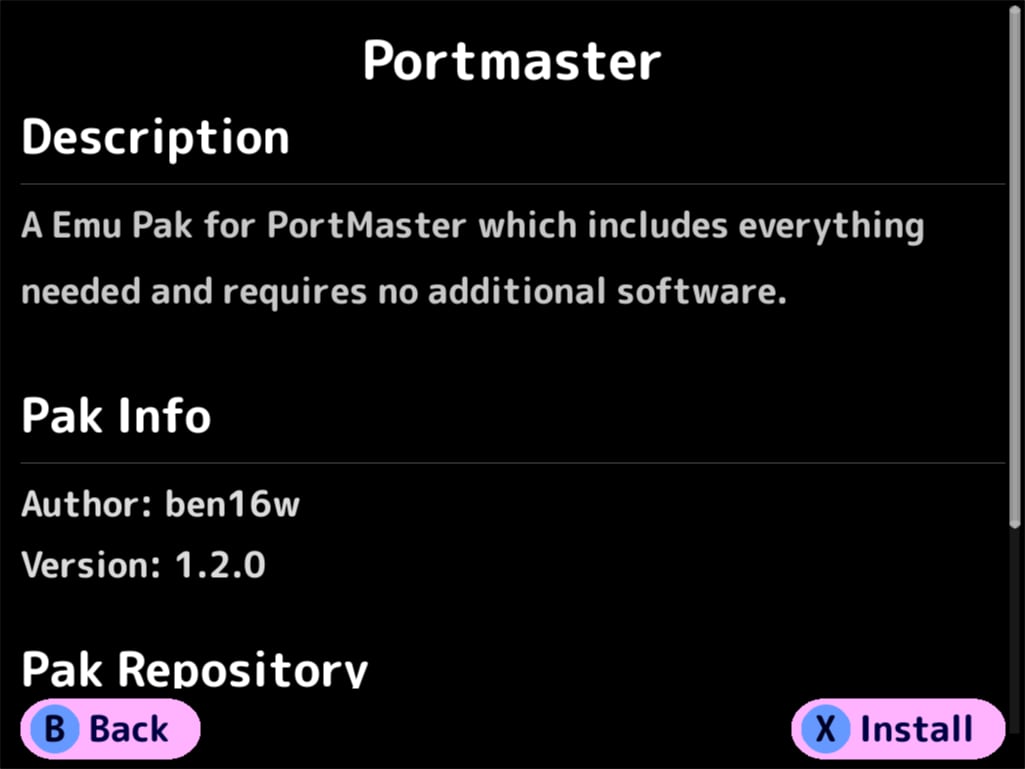 Portmaster
Description
A Emu Pak for PortMaster which includes everything
needed and requires no additional software.
Pak Info
Author: ben16w
Version: 1.2.0
Pak Repository
B Back
X Install